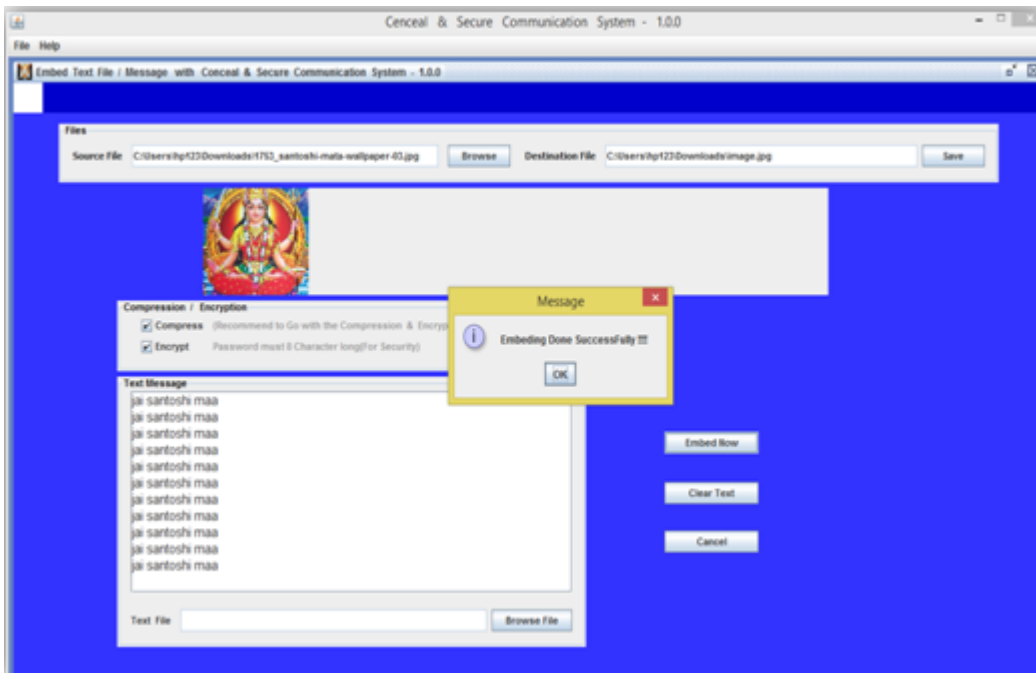 Cenceal & Secure Communication System - 1.0.0
File Help
Embed Text File / Message with Conceal & Secure Communication System - 1.0.0
Files
Source File C:\Users\hp123\Downloads\1753_santoshi-mata-wallpaper-03.jpg Browse Destination File C:\Users\hp123\Downloads\image.jpg Save
Compression / Encryption
Compress (Recommend to Go with the Compression & Encryp
Encrypt Password must 8 Character long(For Security)
Message
Embeding Done SuccessFully !!!!
OK
Text Message
jai santoshi maa
jai santoshi maa
jai santoshi maa
jai santoshi maa
jai santoshi maa
jai santoshi maa
jai santoshi maa
jai santoshi maa
jai santoshi maa
jai santoshi maa
jai santoshi maa
Text File Browse File
Embed Now
Clear Text
Cancel